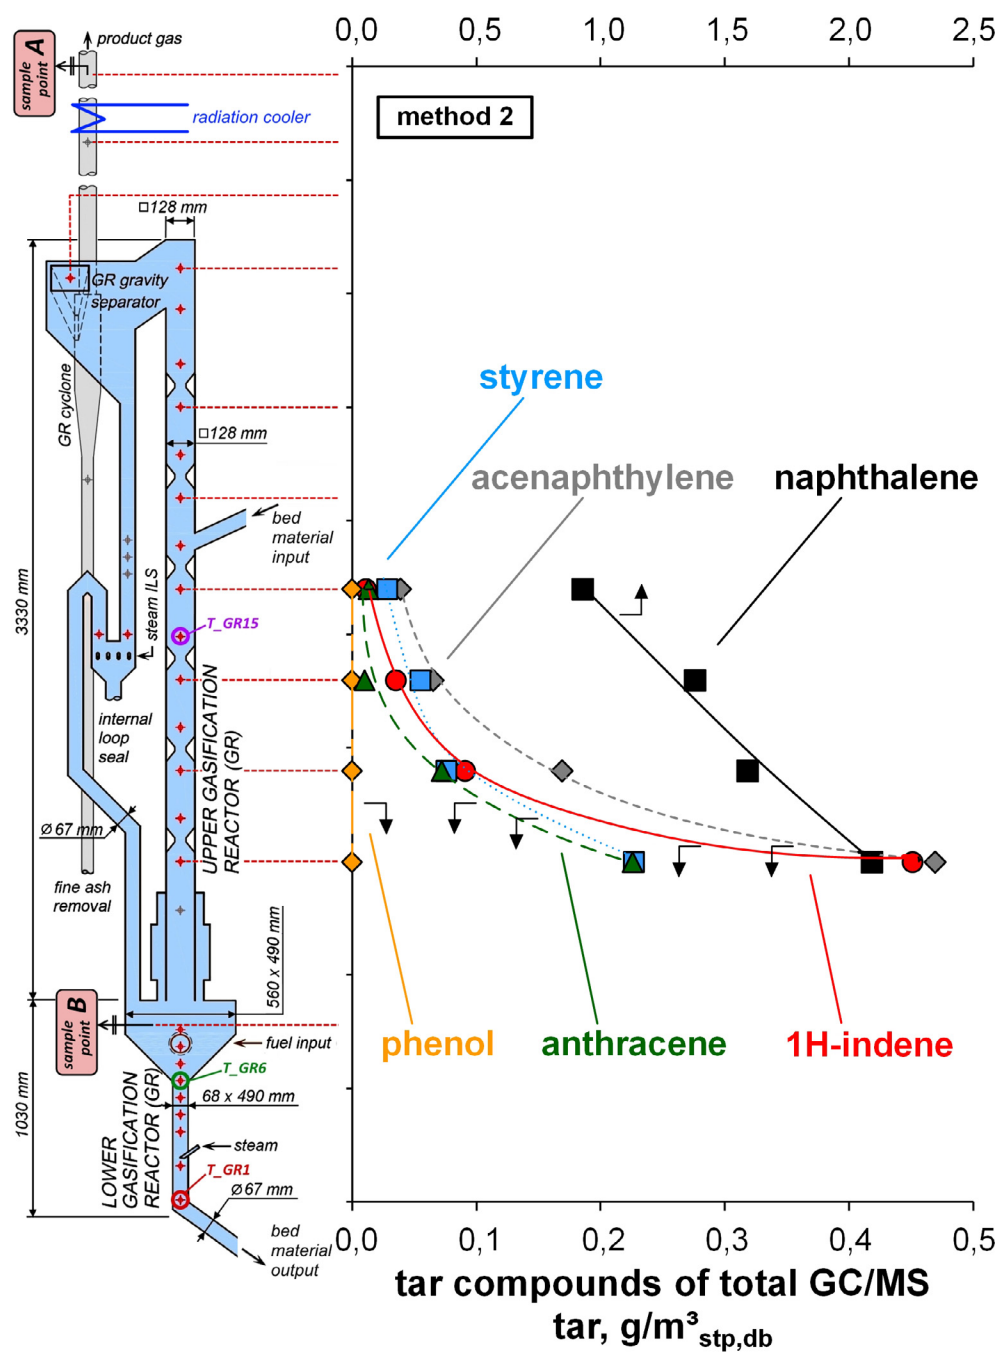 0,0 0,5 1,0 1,5 2,0 2,5
product gas
sample
point A
method 2
radiation cooler
□128 mm
GR gravity
separator
GR cyclone
styrene
□128 mm
acenaphthylene
naphthalene
bed
material
input
3330 mm
steam ILS
T_GR15
UPPER GASIFICATION
REACTOR (GR)
internal
loop
seal
Ø 67 mm
fine ash
removal
560 x 490 mm
sample
point B
fuel input
phenol
anthracene
1H-indene
T_GR6
1030 mm
LOWER
GASIFICATION
REACTOR (GR)
68 x 490 mm
steam
T_GR1
Ø 67 mm
bed
material
output
0,0 0,1 0,2 0,2 0,4 0,5
tar compounds of total GC/MS
tar, g/m³stp,db